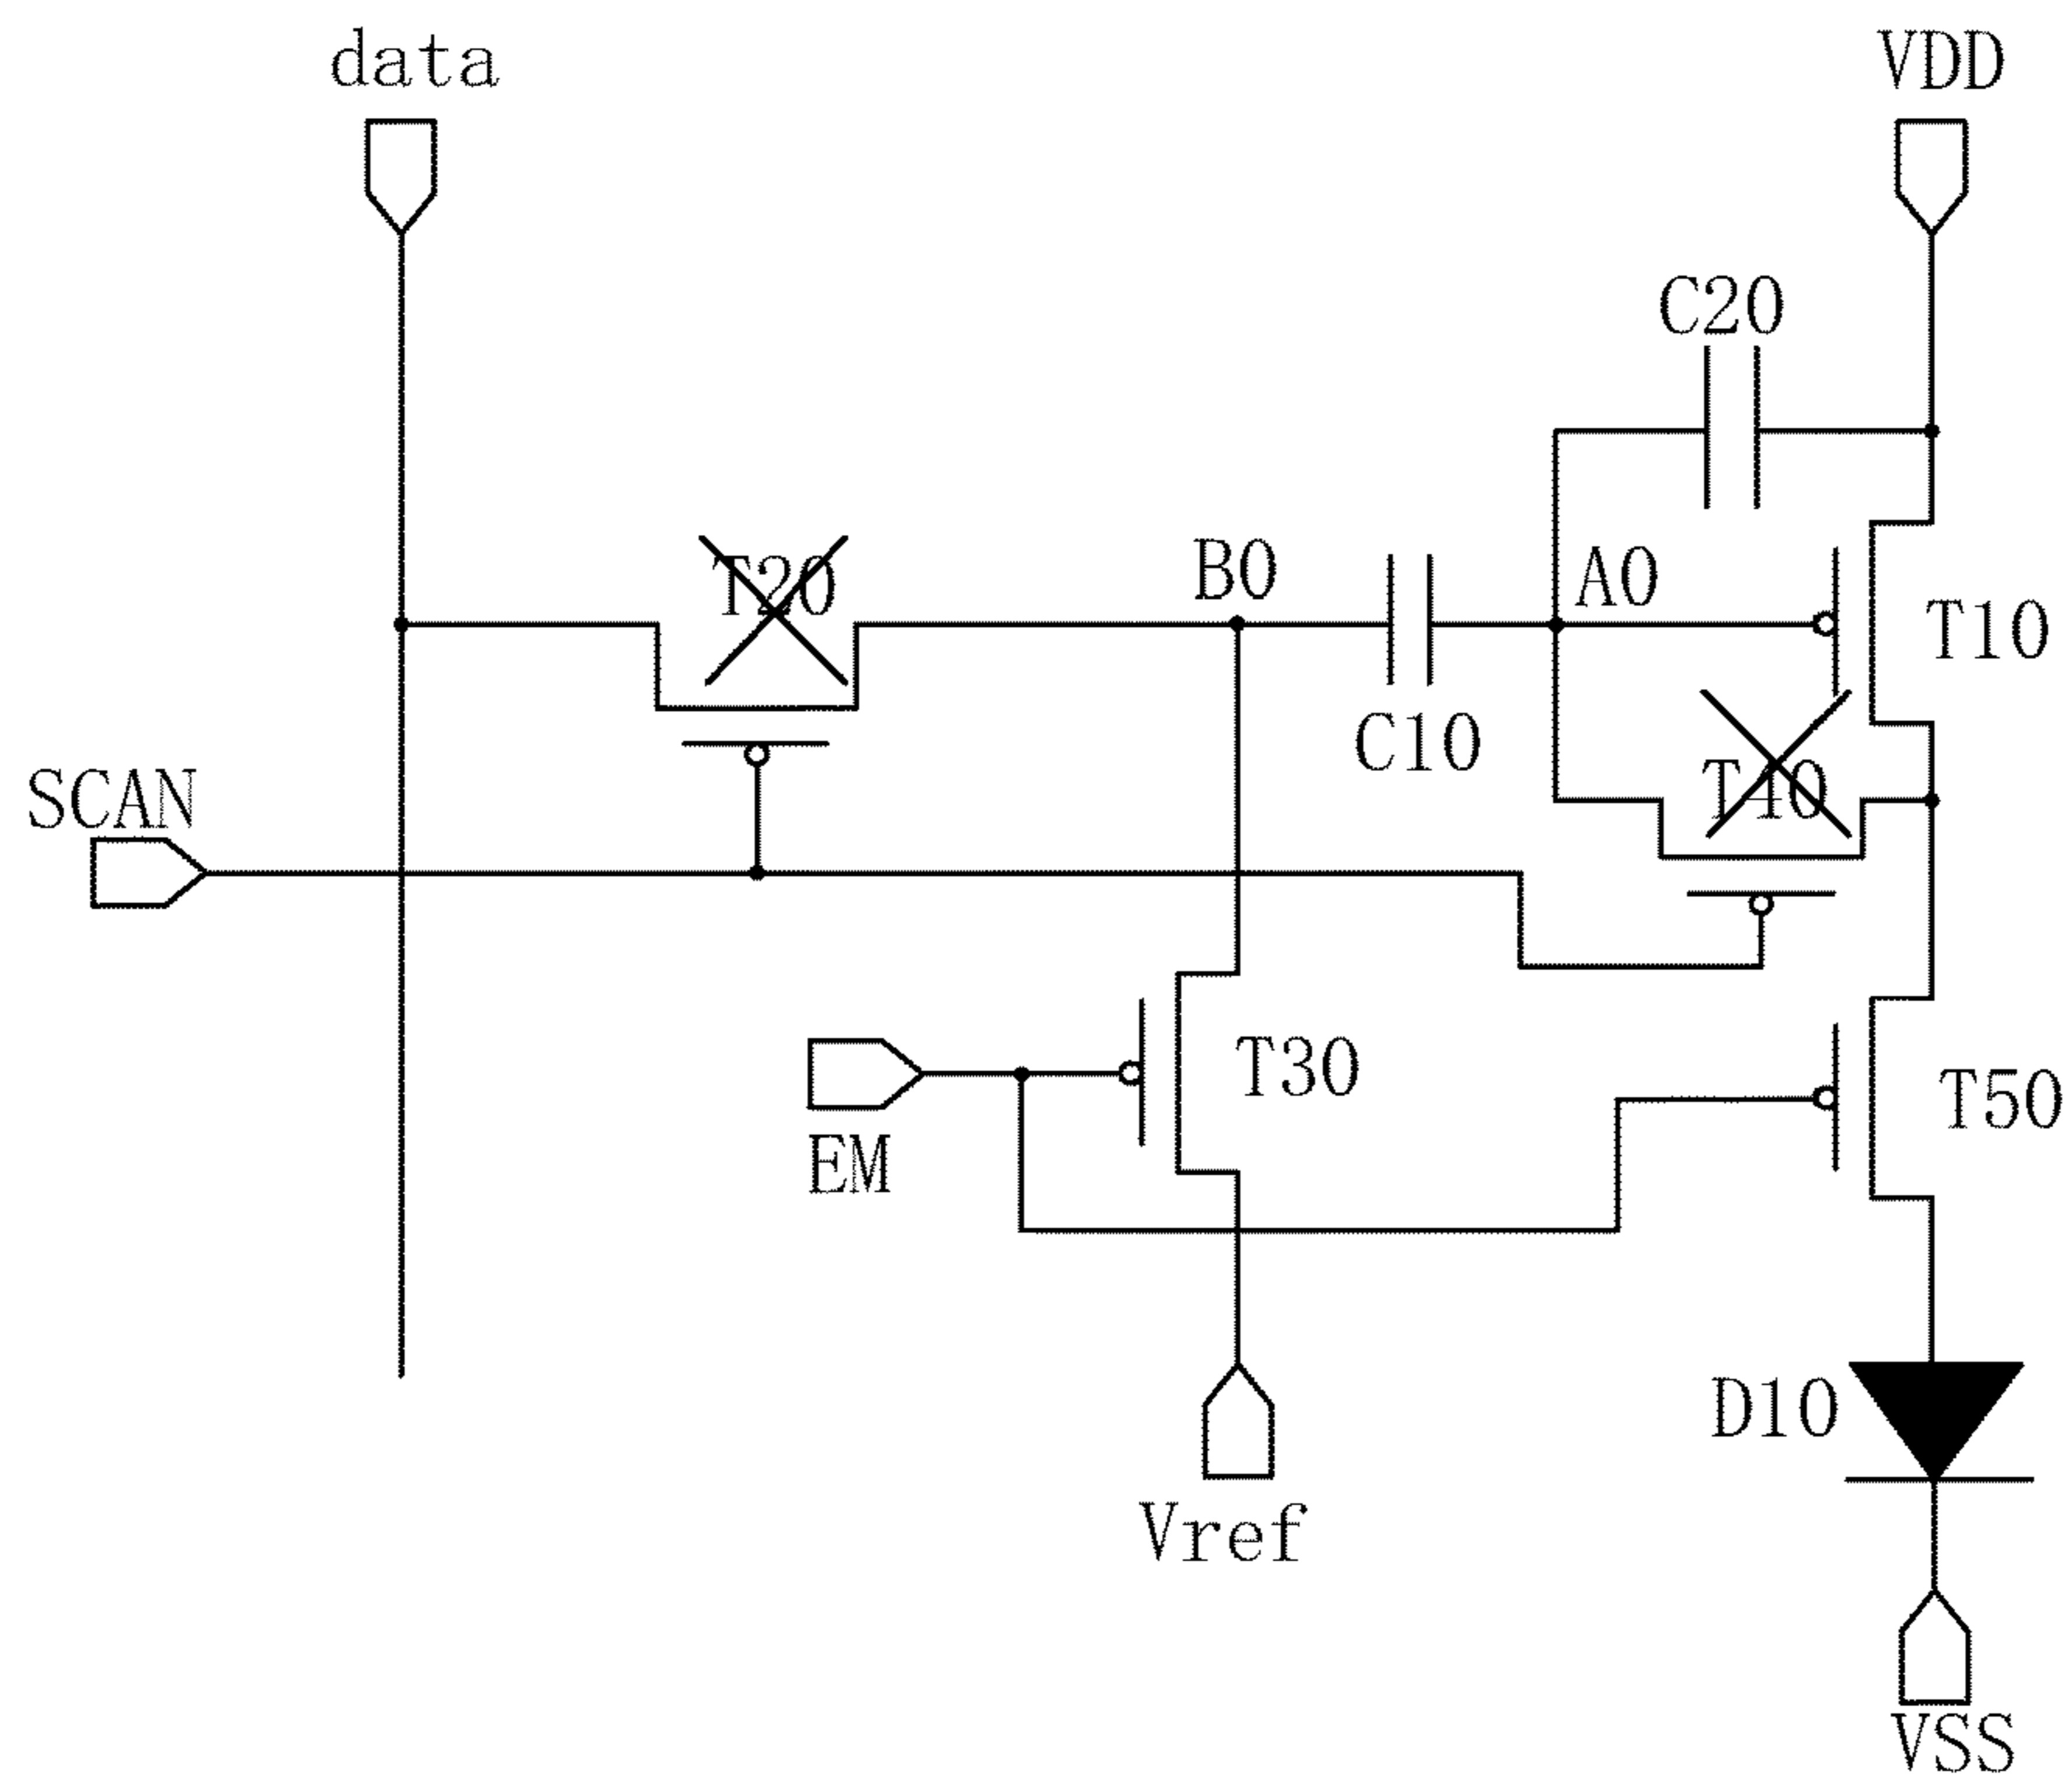 data
VDD
C20
T20
B0
A0
T10
C10
T40
SCAN
T30
T50
EM
D10
Vref
VSS